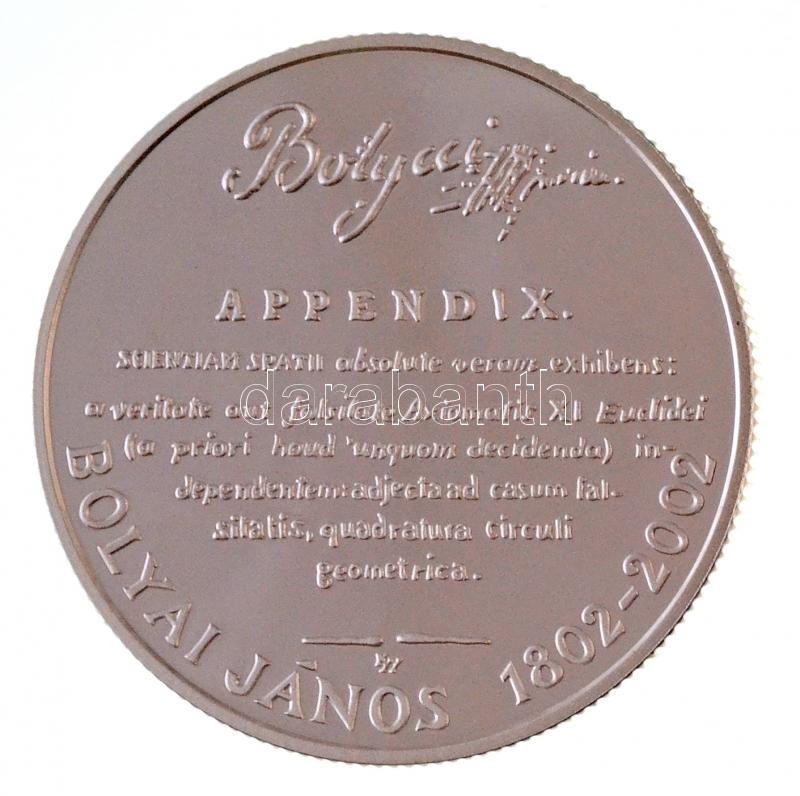 Bolyai
APPENDIX.
SCIENTIAM SPATII absolute veram exhibens:
a veritate aut falsitate Axiomatis XI Euclidei
(a priori haud unquam decidenda) in-
dependentem: adjecta ad casum fal-
sitatis, quadratura circuli
geometrica.
BOLYAI JÁNOS 1802-2002
darabanth